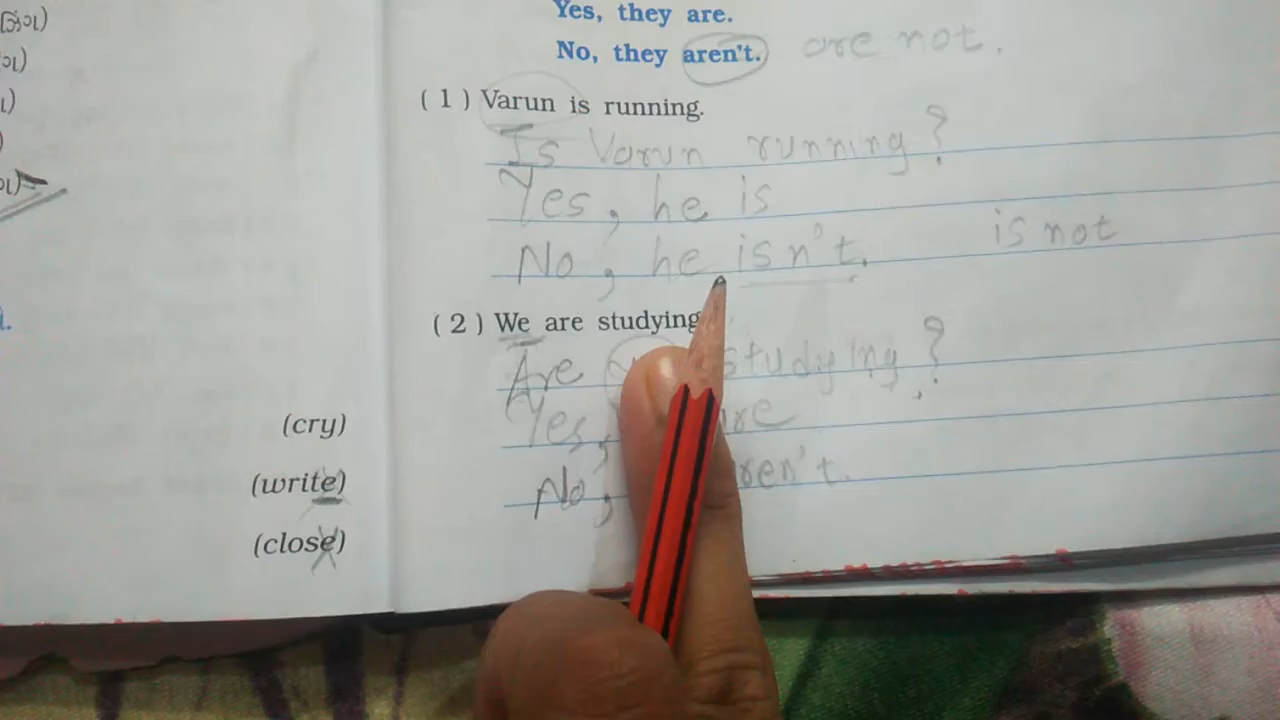 Yes, they are.
No, they aren't. are not.
( 1 ) Varun is running.
Is Varun running?
Yes, he is
No, he isn't. is not
( 2 ) We are studying
Are studying?
Yes,
No,
(cry)
(write)
(close)